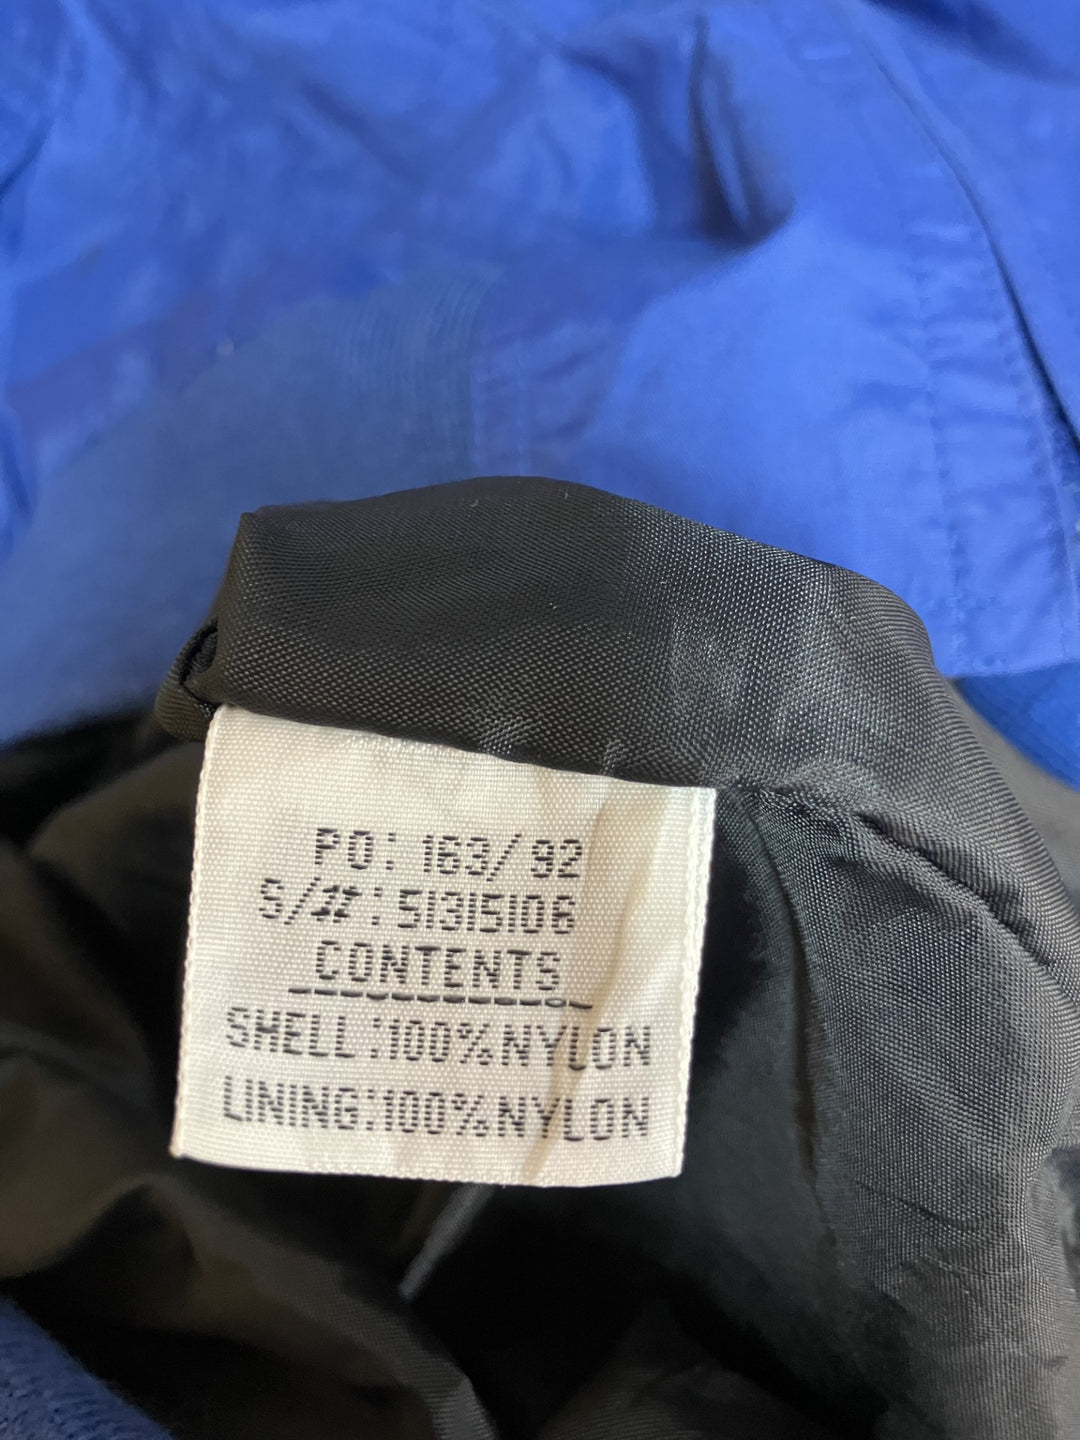 PO: 163/92
S/#: 51315106
CONTENTS
SHELL:100%NYLON
LINING:100%NYLON